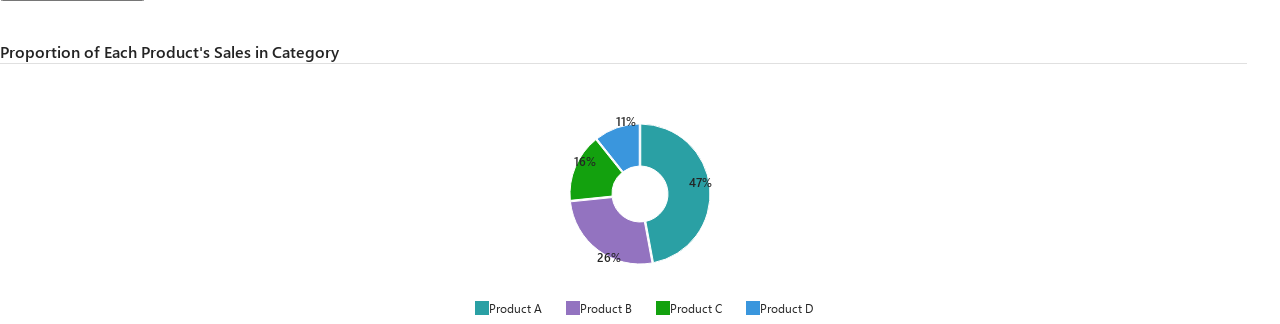 Proportion of Each Product's Sales in Category
11%
16%
47%
26%
Product A Product B Product C Product D